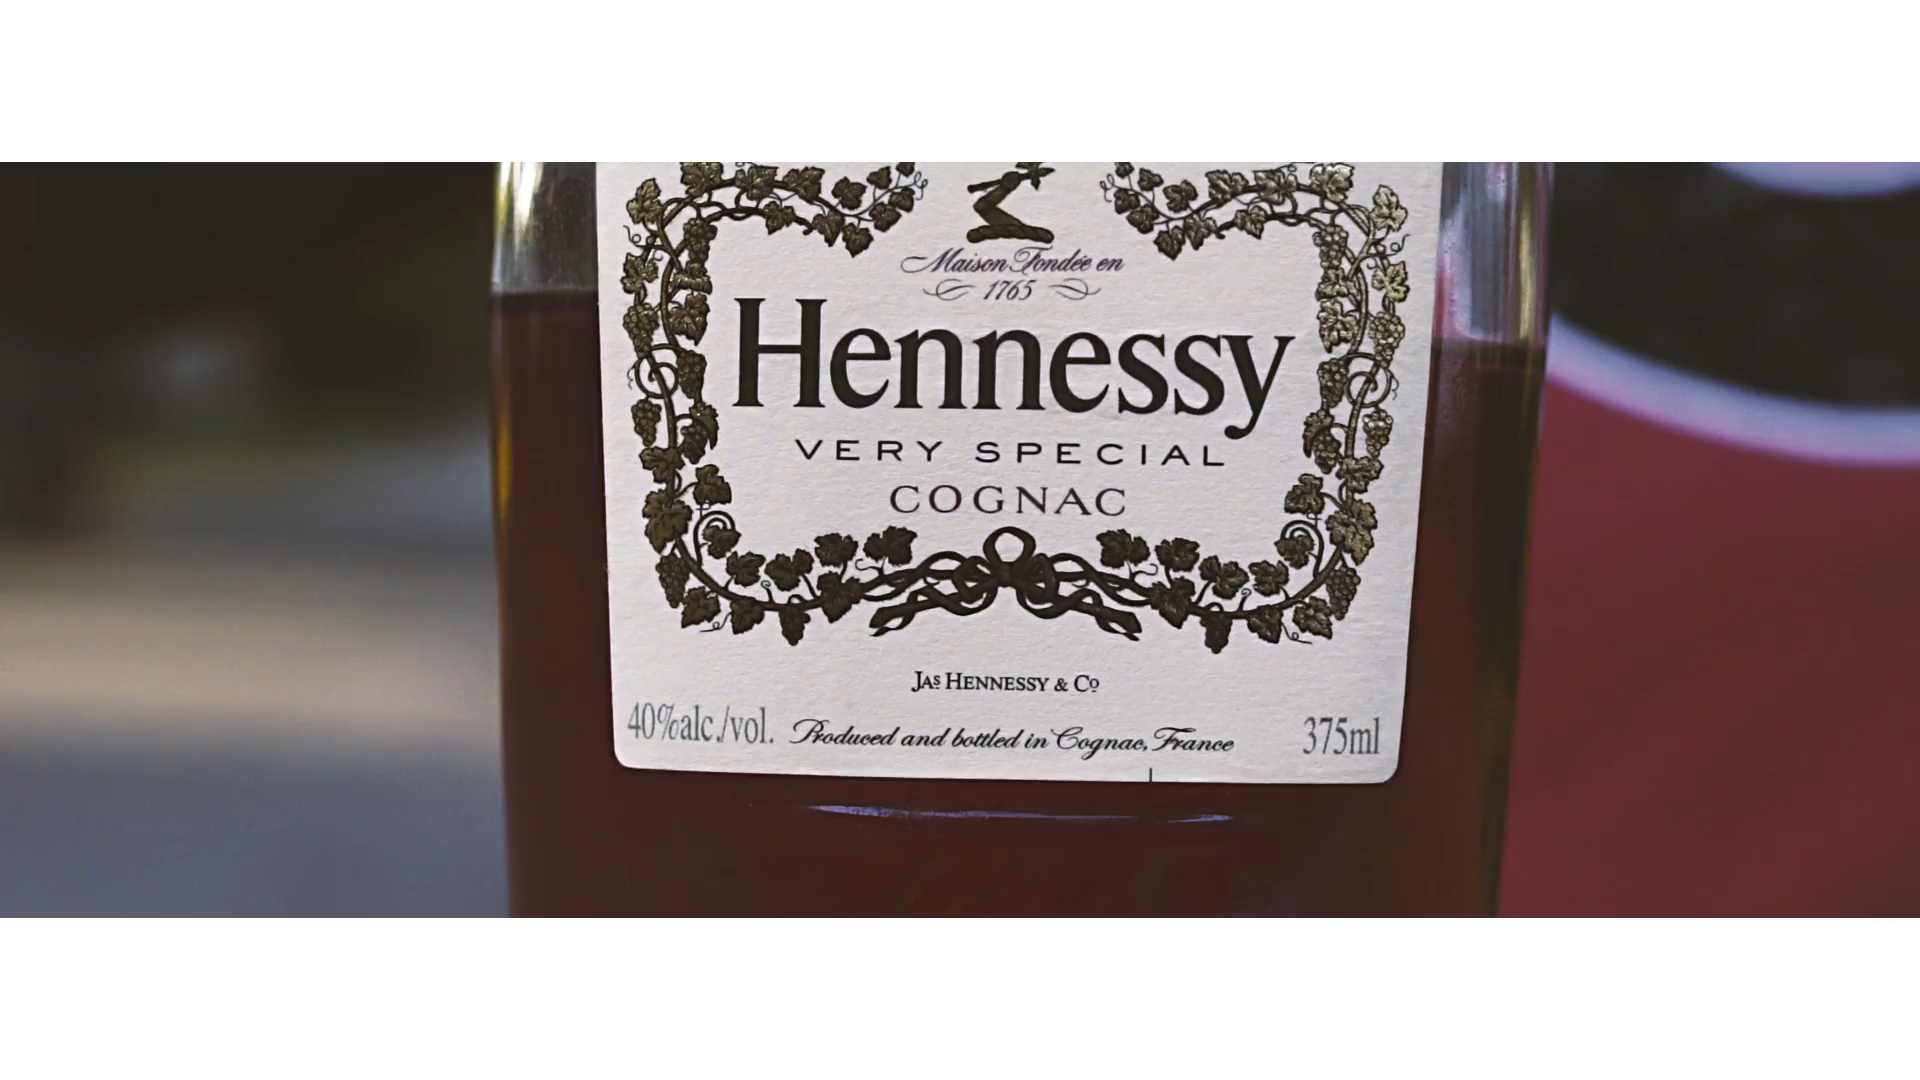 Maison Fondée en
1765
Hennessy
VERY SPECIAL
COGNAC
Jas HENNESSY & Co
40%alc./vol. Produced and bottled in Cognac, France 375ml